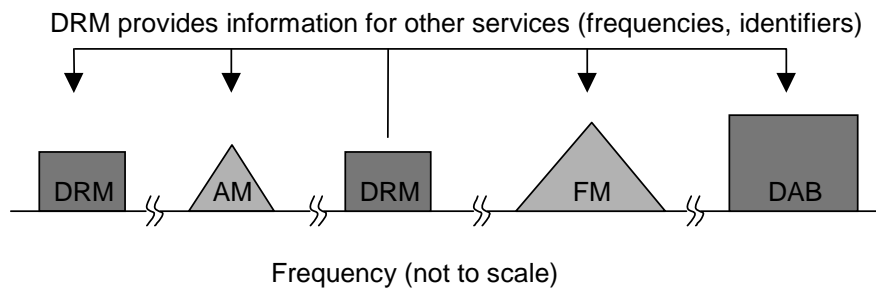 DRM provides information for other services (frequencies, identifiers)
DRM AM DRM FM DAB
Frequency (not to scale)